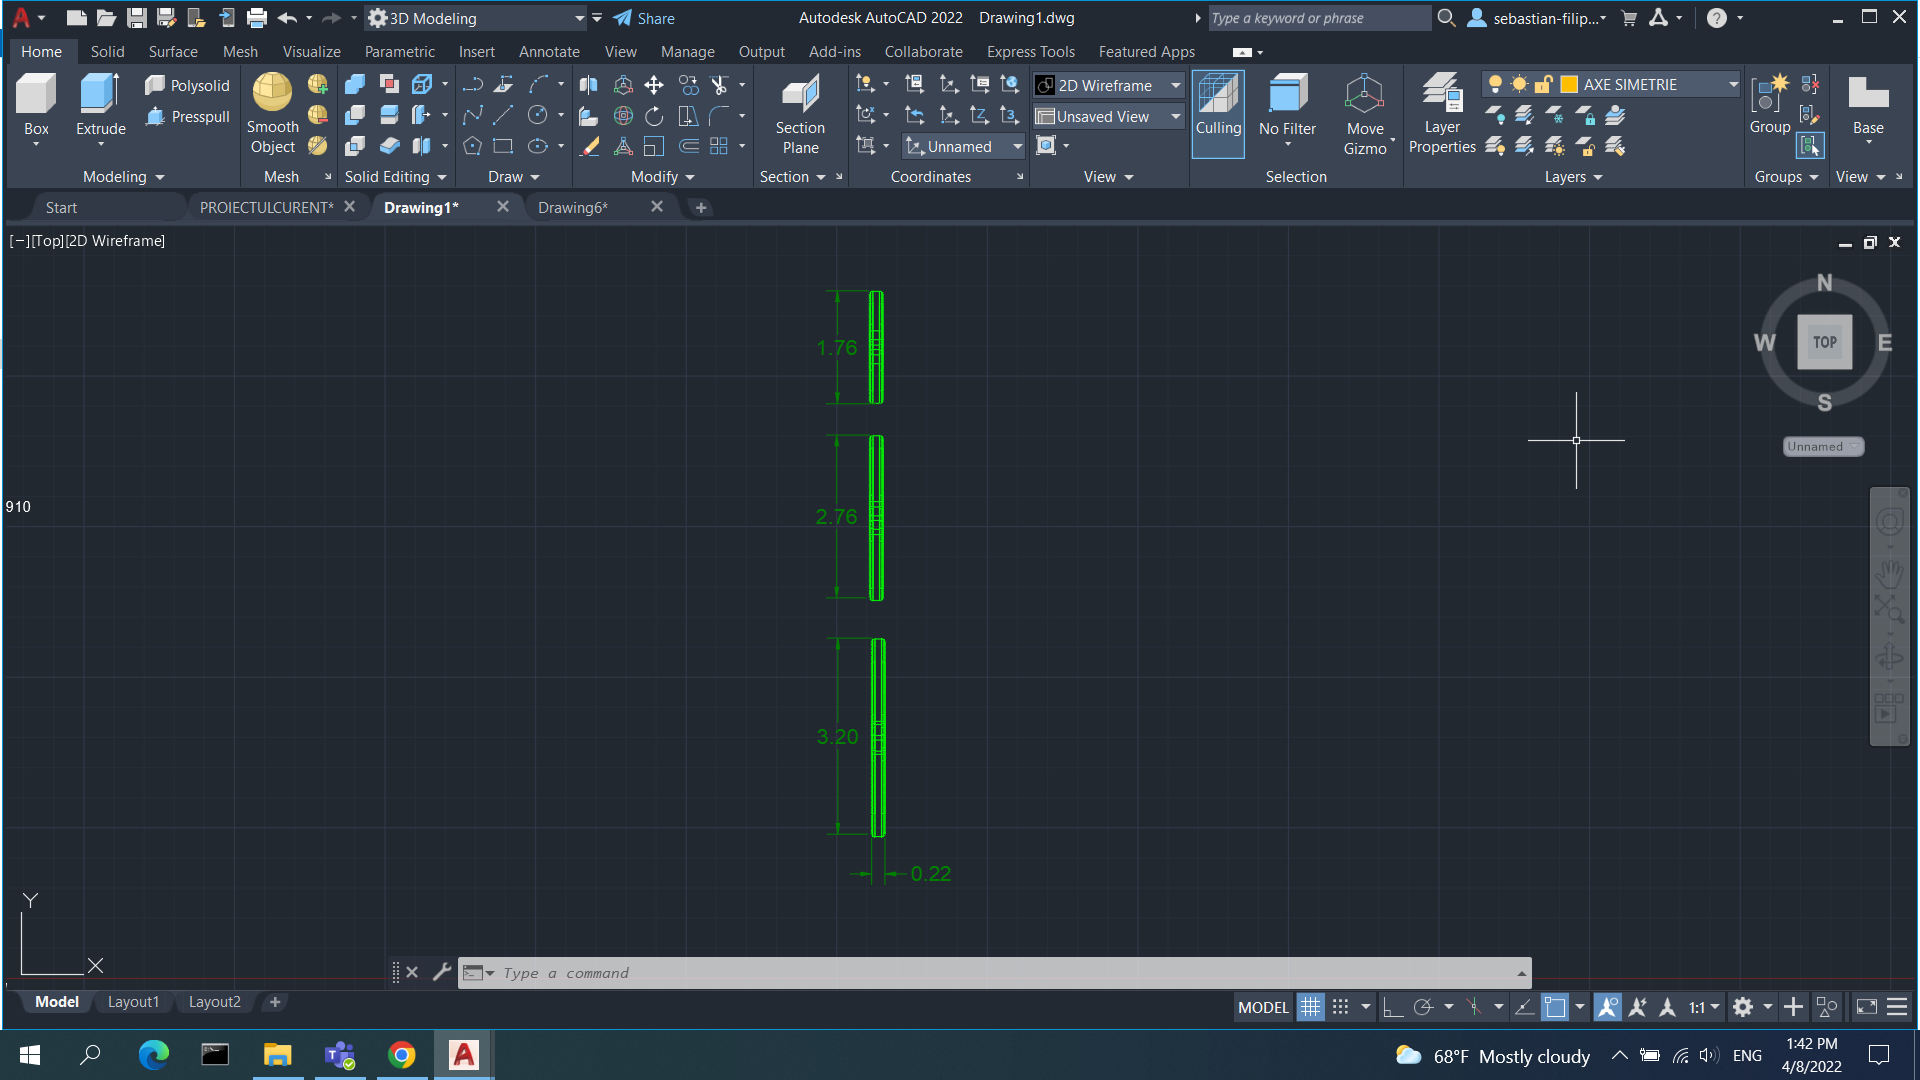 3D Modeling
Share
Autodesk AutoCAD 2022 Drawing1.dwg
Type a keyword or phrase
sebastian-filip...
Home Solid Surface Mesh Visualize Parametric Insert Annotate View Manage Output Add-ins Collaborate Express Tools Featured Apps
Box
Extrude
Polysolid
Presspull
Modeling
Smooth
Object
Mesh
Solid Editing
Draw
Modify
Section
Plane
Section
Unnamed
Coordinates
2D Wireframe
Unsaved View
View
Culling
No Filter
Move
Gizmo
Selection
Layer
Properties
AXE SIMETRIE
Layers
Group
Groups
Base
View
Start
PROIECTULCURENT*
Drawing1*
Drawing6*
[−][Top][2D Wireframe]
N
W
TOP
E
S
Unnamed
1.76
910
2.76
3.20
0.22
Y
X
Type a command
Model Layout1 Layout2
MODEL
1:1
68°F Mostly cloudy
ENG
1:42 PM
4/8/2022